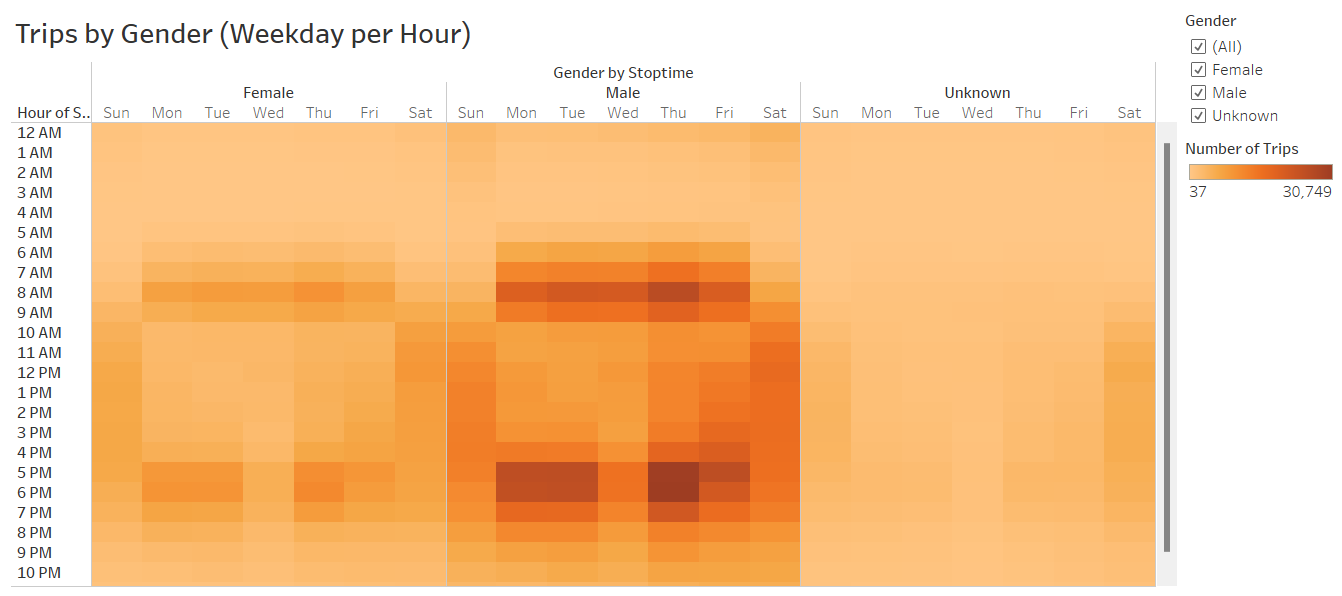 Trips by Gender (Weekday per Hour)
Gender by Stoptime
Female Male Unknown
Hour of S.. Sun Mon Tue Wed Thu Fri Sat Sun Mon Tue Wed Thu Fri Sat Sun Mon Tue Wed Thu Fri Sat
12 AM
1 AM
2 AM
3 AM
4 AM
5 AM
6 AM
7 AM
8 AM
9 AM
10 AM
11 AM
12 PM
1 PM
2 PM
3 PM
4 PM
5 PM
6 PM
7 PM
8 PM
9 PM
10 PM
Gender
(All)
Female
Male
Unknown
Number of Trips
37 30,749